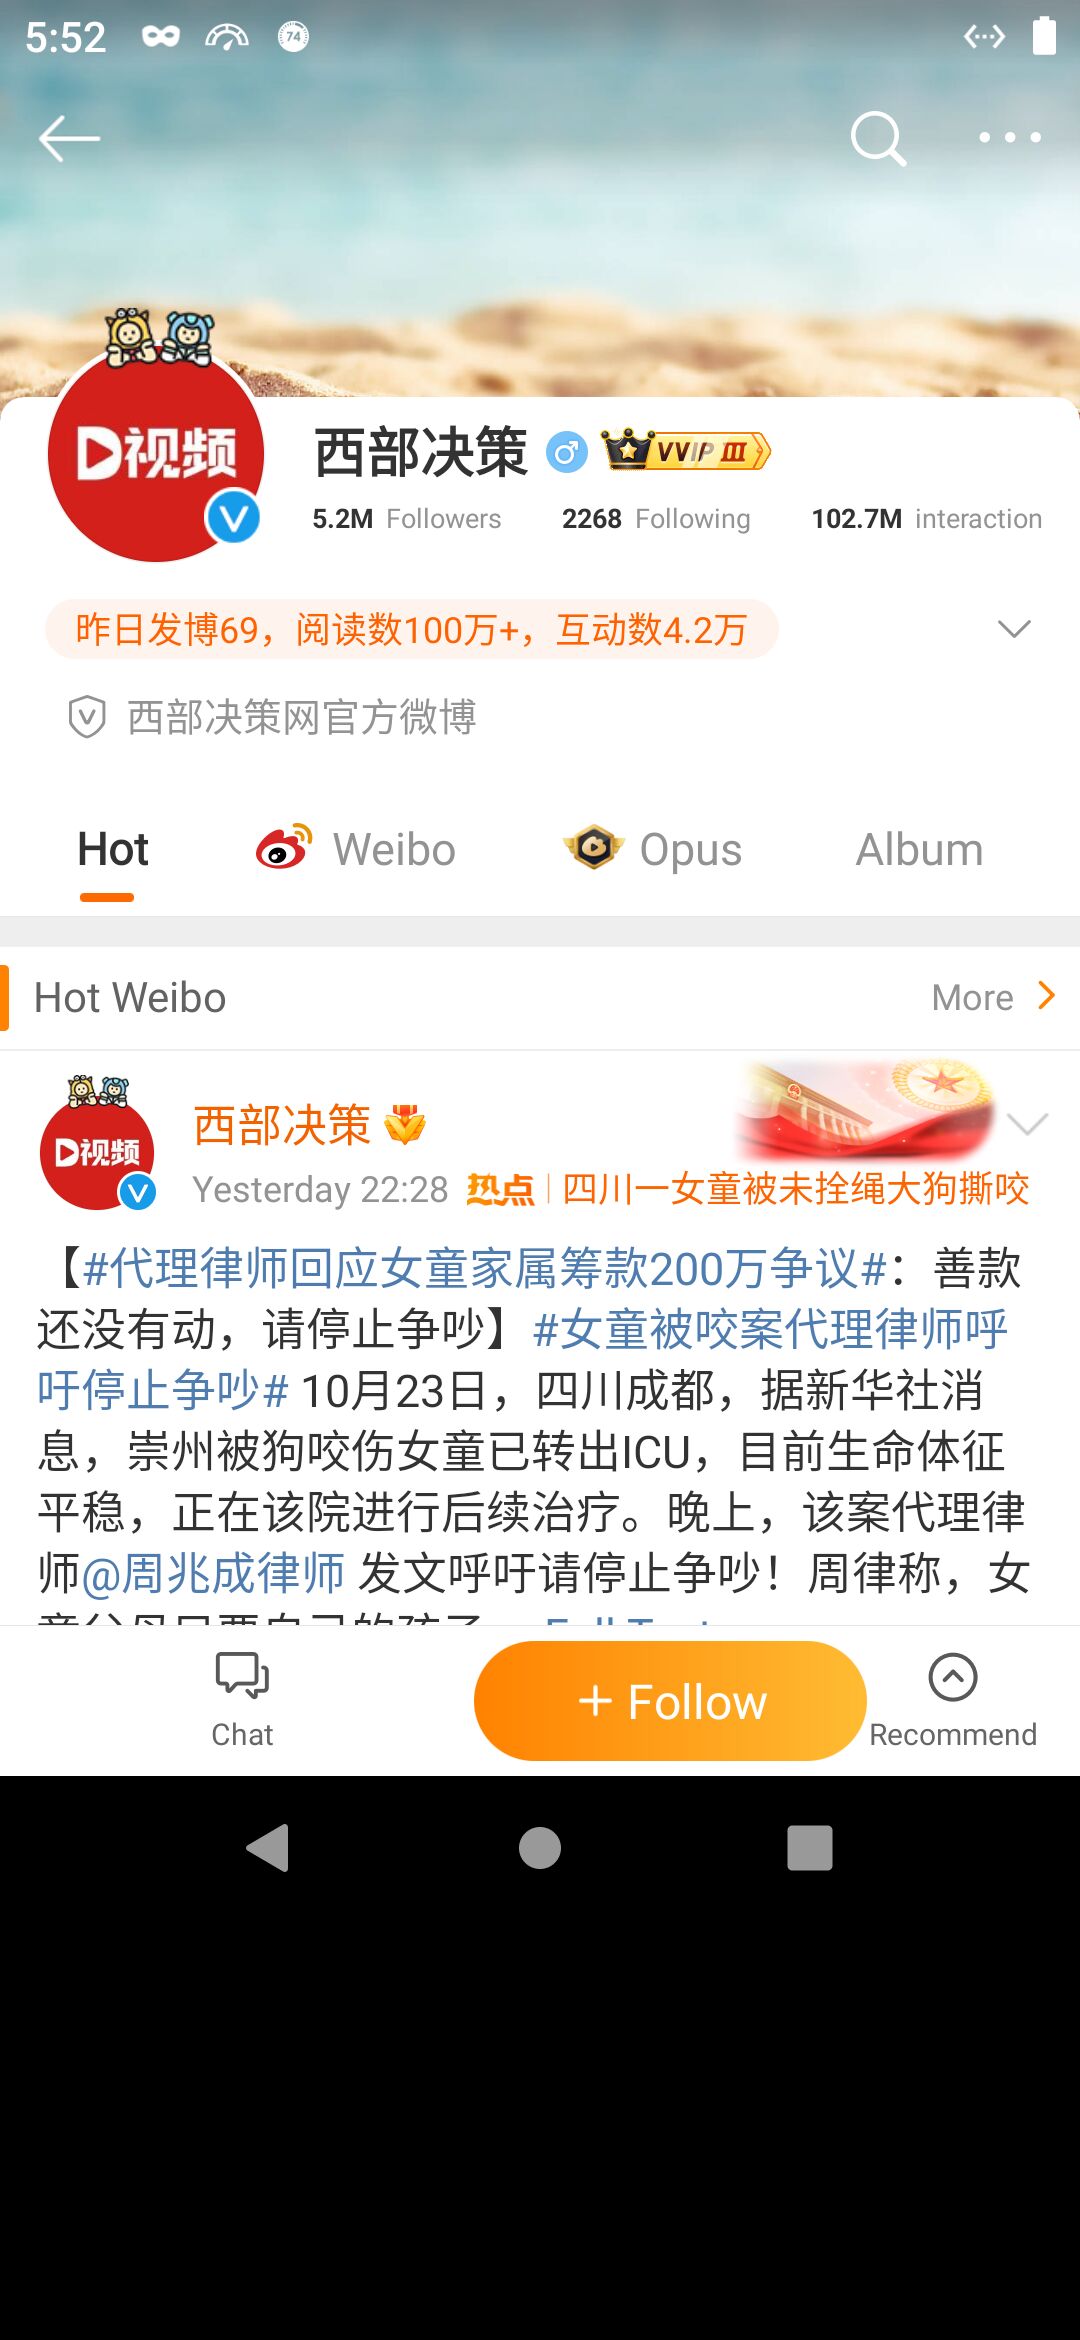 5:52
74
D视频
西部决策
VVIP III
5.2M Followers
2268 Following
102.7M interaction
昨日发博69，阅读数100万+，互动数4.2万
西部决策网官方微博
Hot
Weibo
Opus
Album
Hot Weibo
More
D视频
西部决策
Yesterday 22:28
热点
四川一女童被未拴绳大狗撕咬
【#代理律师回应女童家属筹款200万争议#：善款
还没有动，请停止争吵】#女童被咬案代理律师呼
吁停止争吵# 10月23日，四川成都，据新华社消
息，崇州被狗咬伤女童已转出ICU，目前生命体征
平稳，正在该院进行后续治疗。晚上，该案代理律
师@周兆成律师 发文呼吁请停止争吵！周律称，女
Chat
+ Follow
Recommend